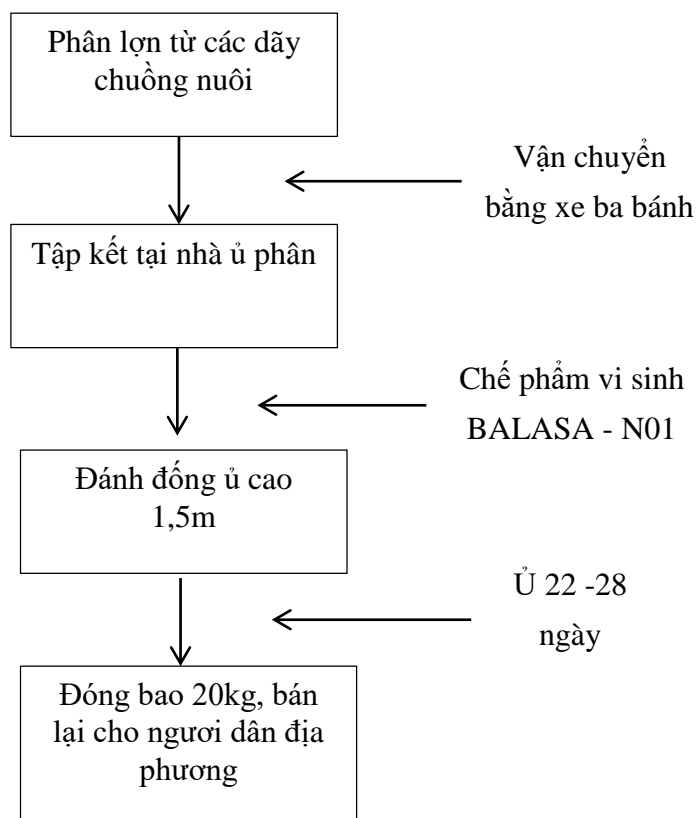 Phân lợn từ các dãy
chuồng nuôi
Vận chuyển
bằng xe ba bánh
Tập kết tại nhà ủ phân
Chế phẩm vi sinh
BALASA - N01
Đánh đống ủ cao
1,5m
Ủ 22 -28
ngày
Đóng bao 20kg, bán
lại cho ngươi dân địa
phương